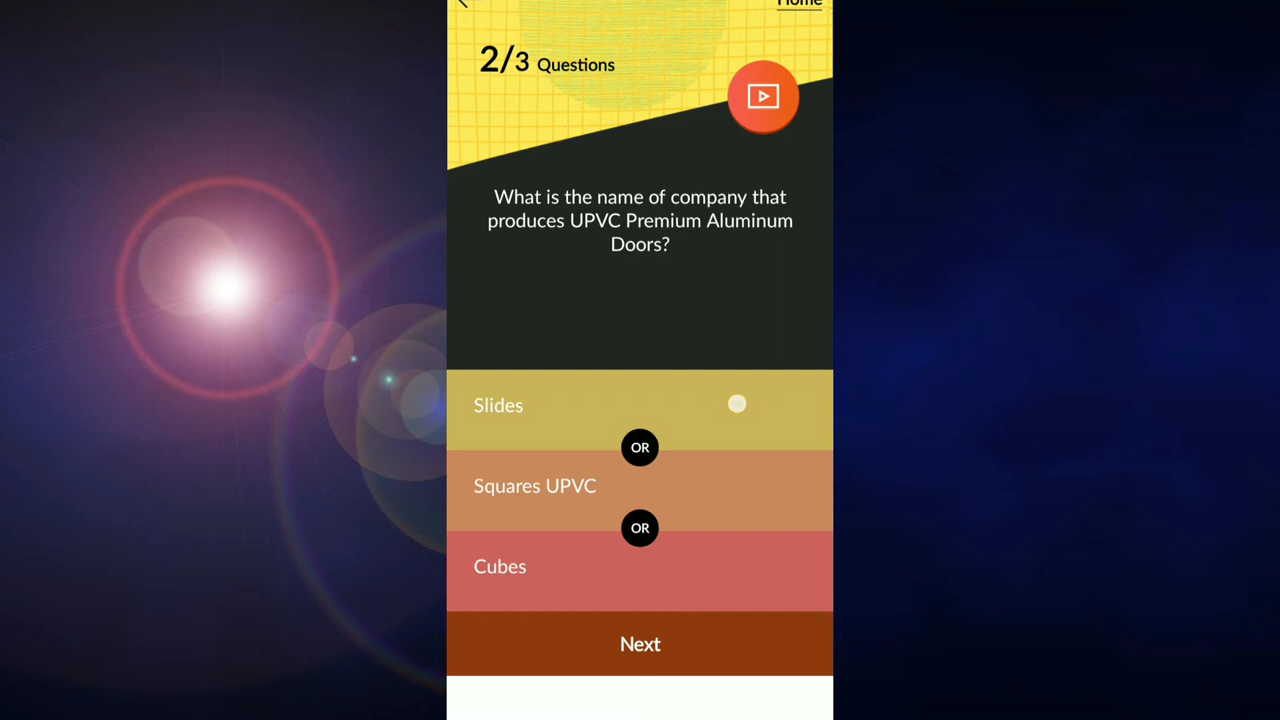 Home
2/3 Questions
What is the name of company that
produces UPVC Premium Aluminum
Doors?
Slides
OR
Squares UPVC
OR
Cubes
Next